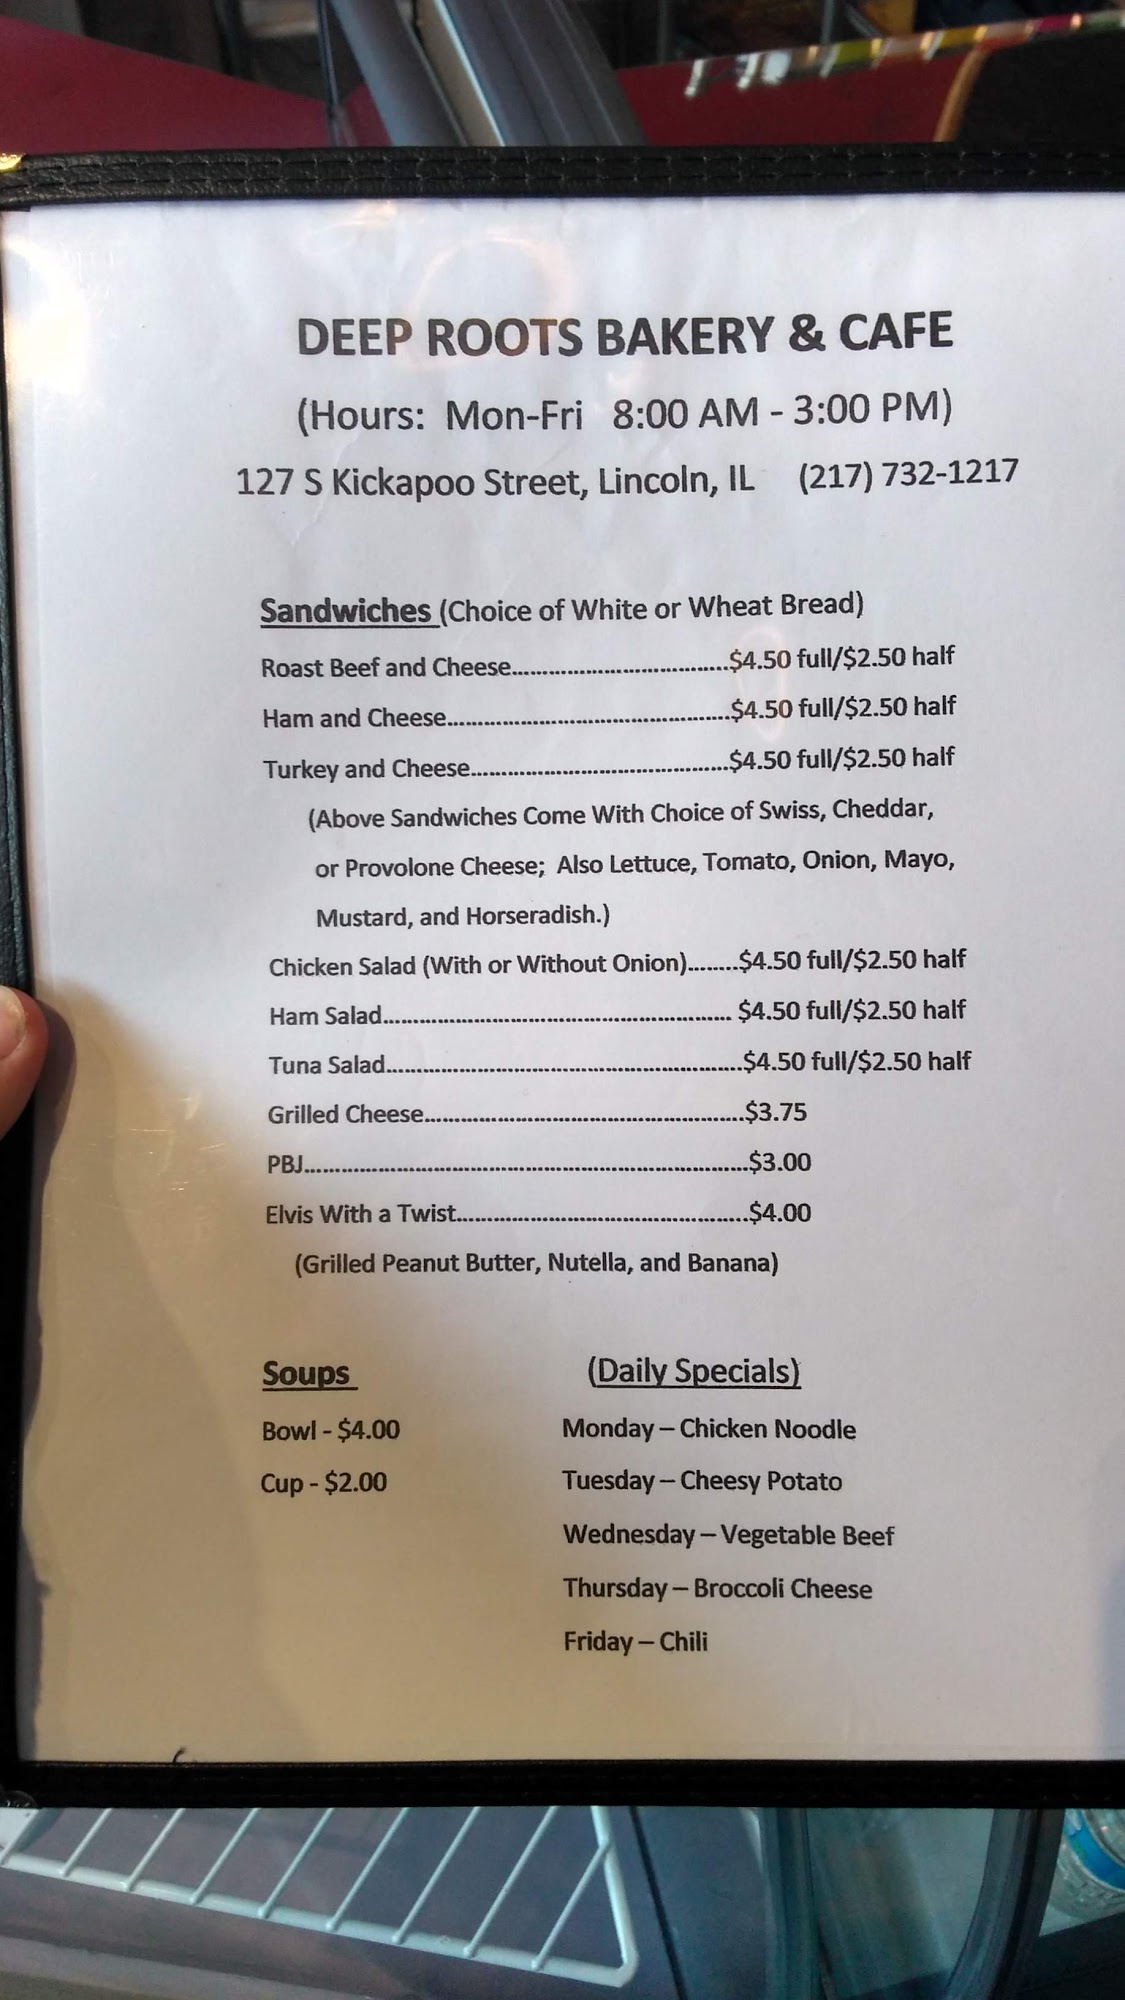 DEEP ROOTS BAKERY & CAFE
(Hours: Mon-Fri 8:00 AM - 3:00 PM)
127 S Kickapoo Street, Lincoln, IL (217) 732-1217
Sandwiches (Choice of White or Wheat Bread)
Roast Beef and Cheese....................................$4.50 full/$2.50 half
Ham and Cheese...............................................$4.50 full/$2.50 half
Turkey and Cheese...........................................$4.50 full/$2.50 half
(Above Sandwiches Come With Choice of Swiss, Cheddar,
or Provolone Cheese; Also Lettuce, Tomato, Onion, Mayo,
Mustard, and Horseradish.)
Chicken Salad (With or Without Onion)........$4.50 full/$2.50 half
Ham Salad.......................................................... $4.50 full/$2.50 half
Tuna Salad...........................................................$4.50 full/$2.50 half
Grilled Cheese.....................................................$3.75
PBJ.........................................................................$3.00
Elvis With a Twist................................................$4.00
(Grilled Peanut Butter, Nutella, and Banana)
Soups (Daily Specials)
Bowl - $4.00 Monday – Chicken Noodle
Cup - $2.00 Tuesday – Cheesy Potato
Wednesday – Vegetable Beef
Thursday – Broccoli Cheese
Friday – Chili